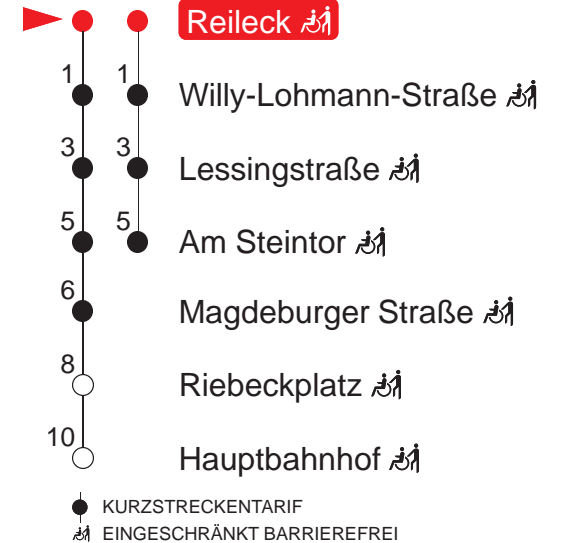 Reileck
1 1 Willy-Lohmann-Straße
3 3 Lessingstraße
5 5 Am Steintor
6 Magdeburger Straße
8 Riebeckplatz
10 Hauptbahnhof
KURZSTRECKENTARIF
EINGESCHRÄNKT BARRIEREFREI